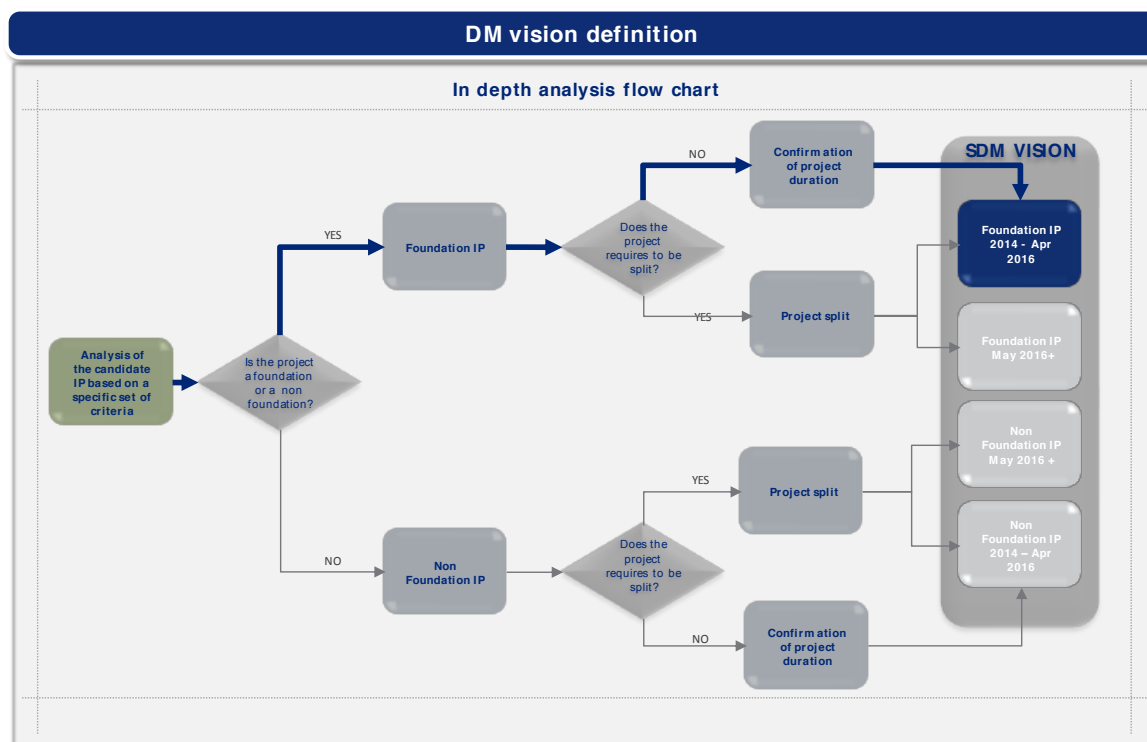 DM vision definition
In depth analysis flow chart
NO
Confirmation
of project
duration
SDM VISION
Foundation IP
2014 - Apr
2016
YES
Foundation IP
Does the
project
requires to be
split?
YES
Project split
Foundation IP
May 2016+
Analysis of
the candidate
IP based on a
specific set of
criteria
Is the project
a foundation
or a non
foundation?
Non
Foundation IP
May 2016 +
YES
Project split
NO
Non
Foundation IP
Does the
project
requires to be
split?
Non
Foundation IP
2014 – Apr
2016
NO
Confirmation
of project
duration